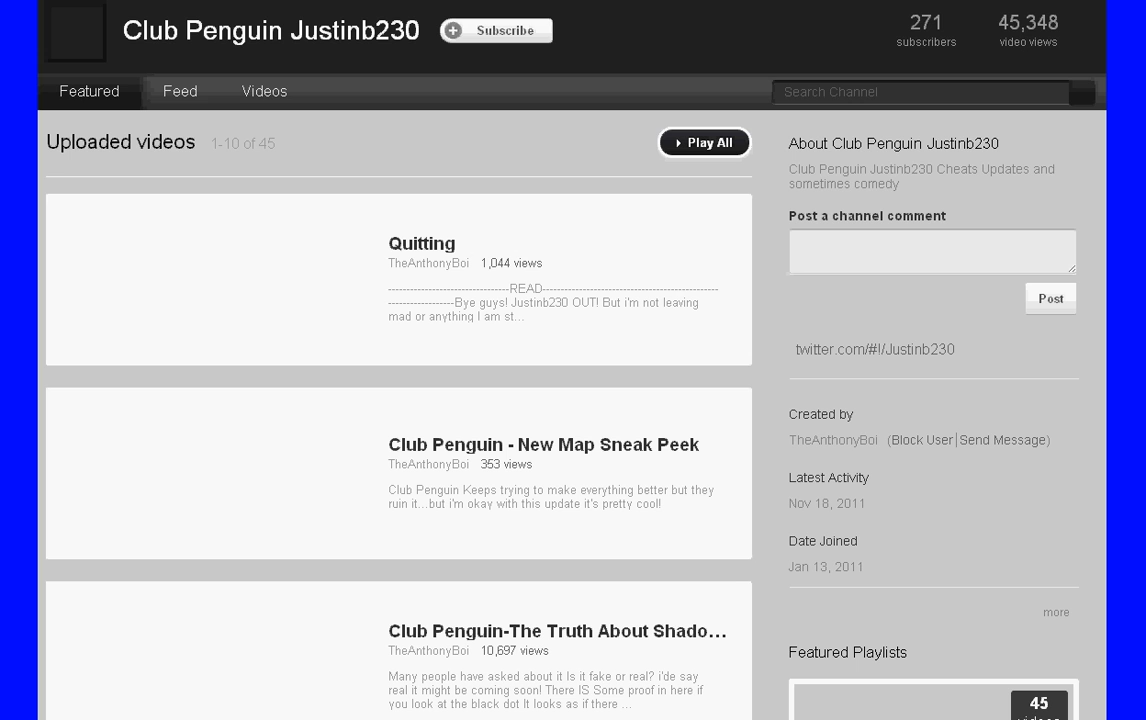 Club Penguin Justinb230
Subscribe
271
subscribers
45,348
video views
Featured
Feed
Videos
Search Channel
Uploaded videos 1-10 of 45
Play All
Quitting
TheAnthonyBoi 1,044 views
---------------------------------READ------------------------------------------------
------------------Bye guys! Justinb230 OUT! But i'm not leaving
mad or anything I am st...
Club Penguin - New Map Sneak Peek
TheAnthonyBoi 353 views
Club Penguin Keeps trying to make everything better but they
ruin it...but i'm okay with this update it's pretty cool!
Club Penguin-The Truth About Shado...
TheAnthonyBoi 10,697 views
Many people have asked about it Is it fake or real? i'de say
real it might be coming soon! There IS Some proof in here if
you look at the black dot It looks as if there ...
About Club Penguin Justinb230
Club Penguin Justinb230 Cheats Updates and
sometimes comedy
Post a channel comment
Post
twitter.com/#!/Justinb230
Created by
TheAnthonyBoi (Block User|Send Message)
Latest Activity
Nov 18, 2011
Date Joined
Jan 13, 2011
more
Featured Playlists
45
videos